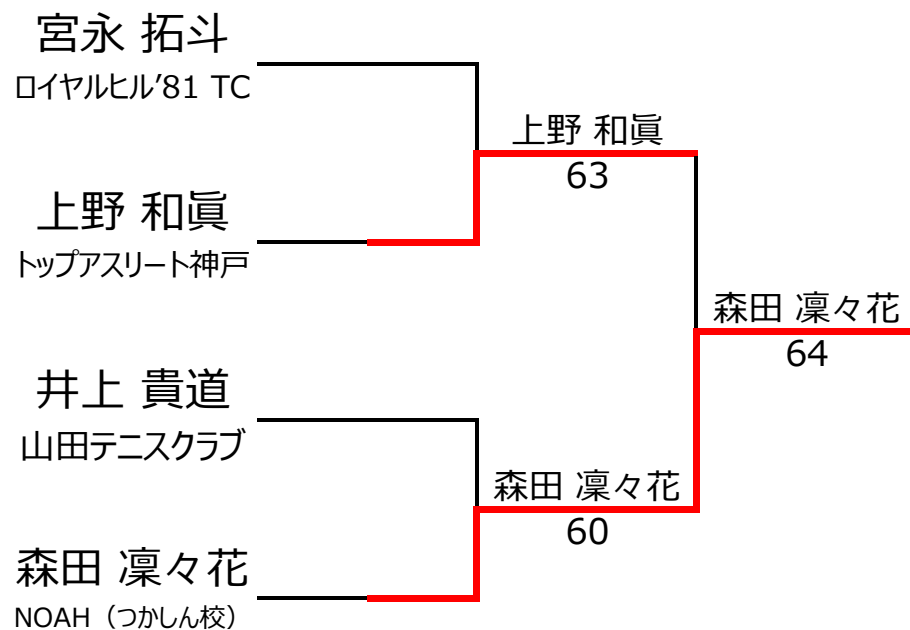 宮永 拓斗
ロイヤルヒル'81 TC
上野 和眞
63
上野 和眞
トップアスリート神戸
森田 凜々花
64
井上 貴道
山田テニスクラブ
森田 凜々花
60
森田 凜々花
NOAH（つかしん校）